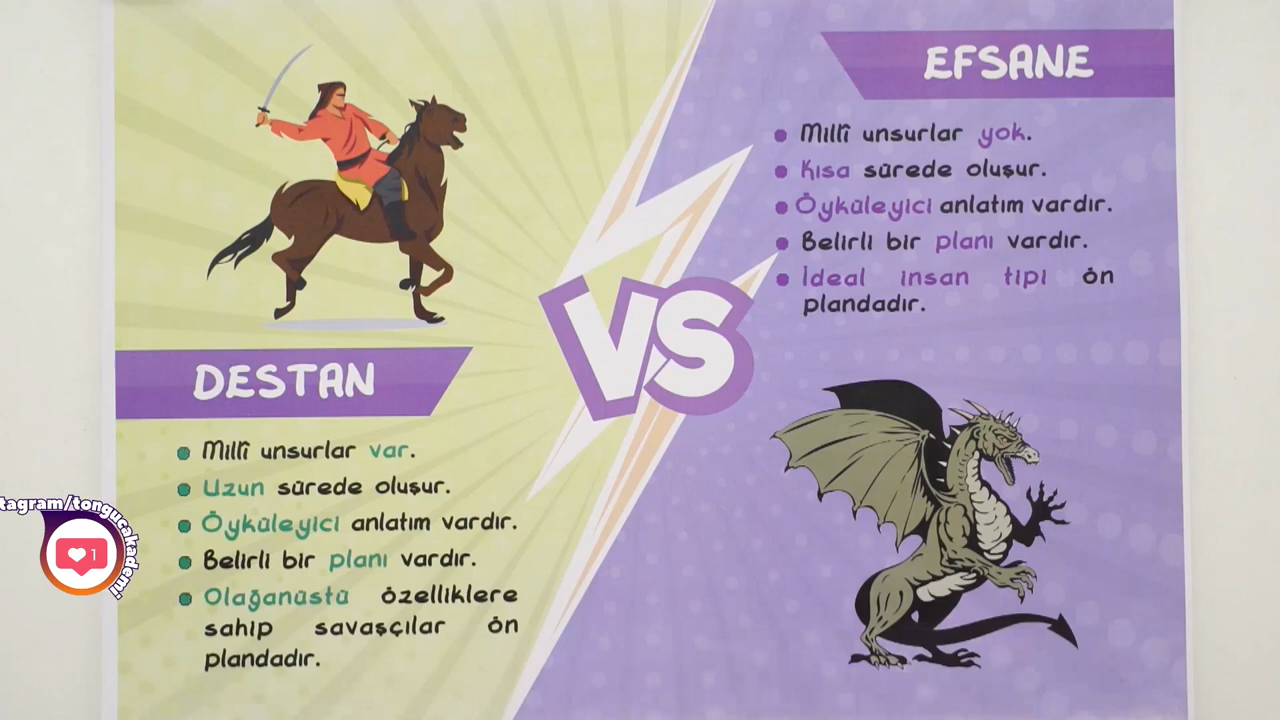 DESTAN
Millî unsurlar var.
Uzun sürede oluşur.
Öyküleyici anlatım vardır.
Belirli bir planı vardır.
Olağanüstü özelliklere
sahip savaşçılar ön
plandadır.
VS
EFSANE
Millî unsurlar yok.
Kısa sürede oluşur.
Öyküleyici anlatım vardır.
Belirli bir planı vardır.
İdeal insan tipi ön
plandadır.
tagram/tongucakademi.
1